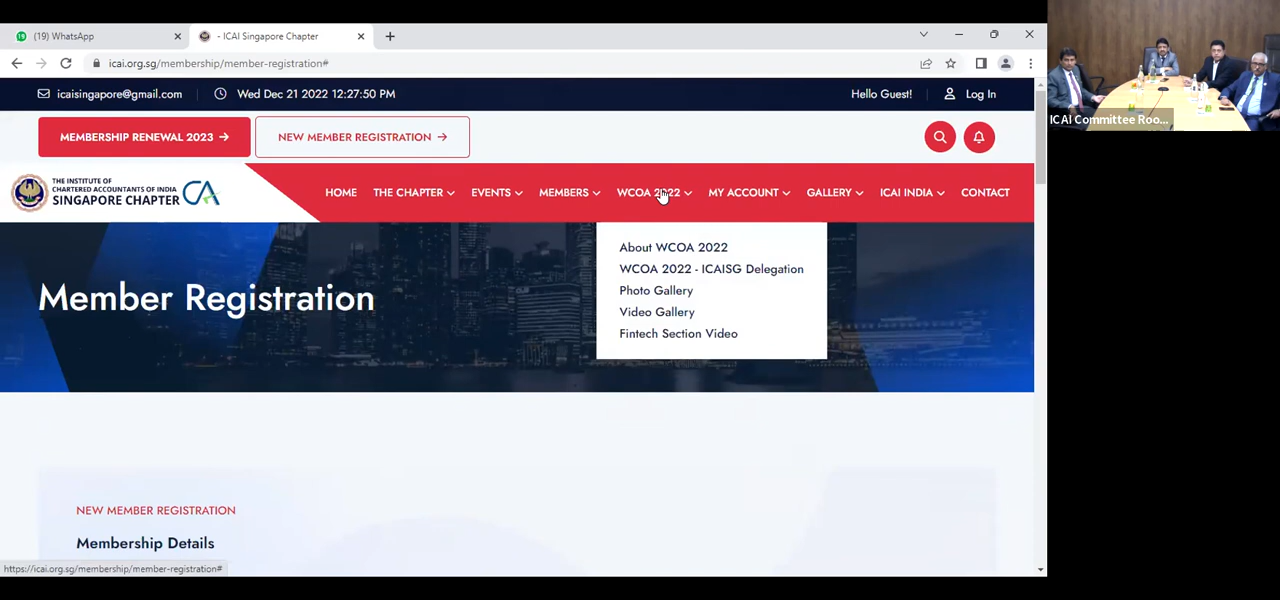 (19) WhatsApp
- ICAI Singapore Chapter
icai.org.sg/membership/member-registration#
icaisingapore@gmail.com
Wed Dec 21 2022 12:27:50 PM
Hello Guest!
Log In
MEMBERSHIP RENEWAL 2023
NEW MEMBER REGISTRATION
THE INSTITUTE OF
CHARTERED ACCOUNTANTS OF INDIA
SINGAPORE CHAPTER
CA
HOME THE CHAPTER EVENTS MEMBERS WCOA 2022 MY ACCOUNT GALLERY ICAI INDIA CONTACT
About WCOA 2022
WCOA 2022 - ICAISG Delegation
Photo Gallery
Video Gallery
Fintech Section Video
Member Registration
NEW MEMBER REGISTRATION
Membership Details
https://icai.org.sg/membership/member-registration#
ICAI Committee Roo...